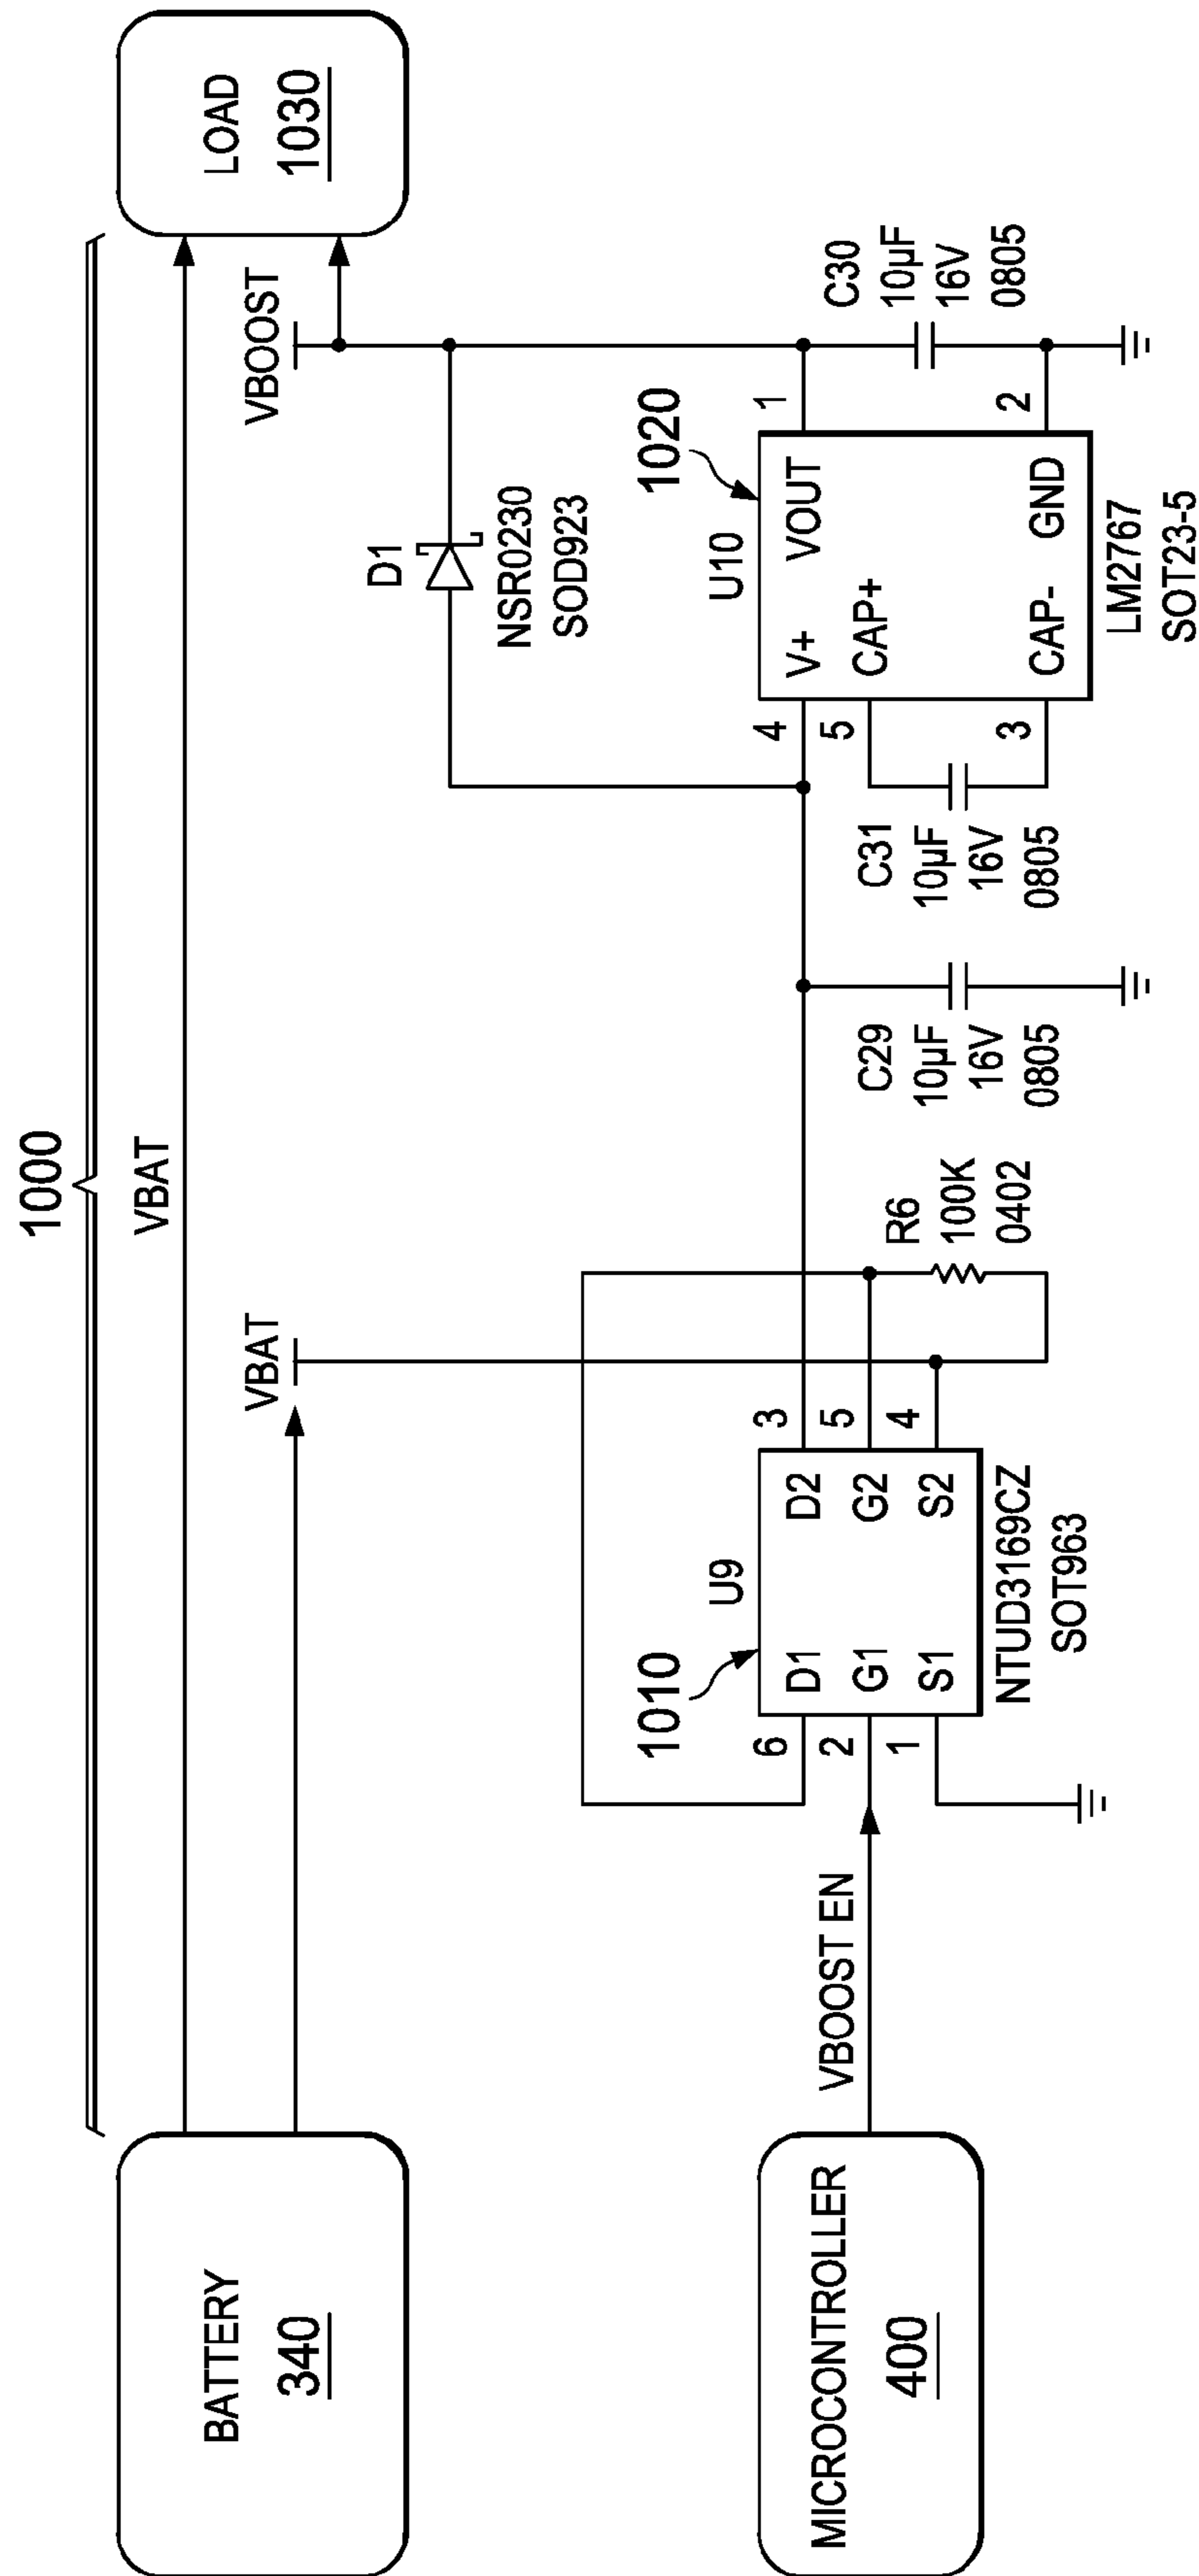 1000
BATTERY
340
VBAT
VBAT
LOAD
1030
VBOOST
MICROCONTROLLER
400
VBOOST EN
1010
U9
6
2
1
D1
G1
S1
D2
G2
S2
3
5
4
NTUD3169CZ
SOT963
R6
100K
0402
C29
10µF
16V
0805
C31
10µF
16V
0805
D1
NSR0230
SOD923
1020
U10
4
5
3
V+
CAP+
CAP-
VOUT
GND
1
2
LM2767
SOT23-5
C30
10µF
16V
0805